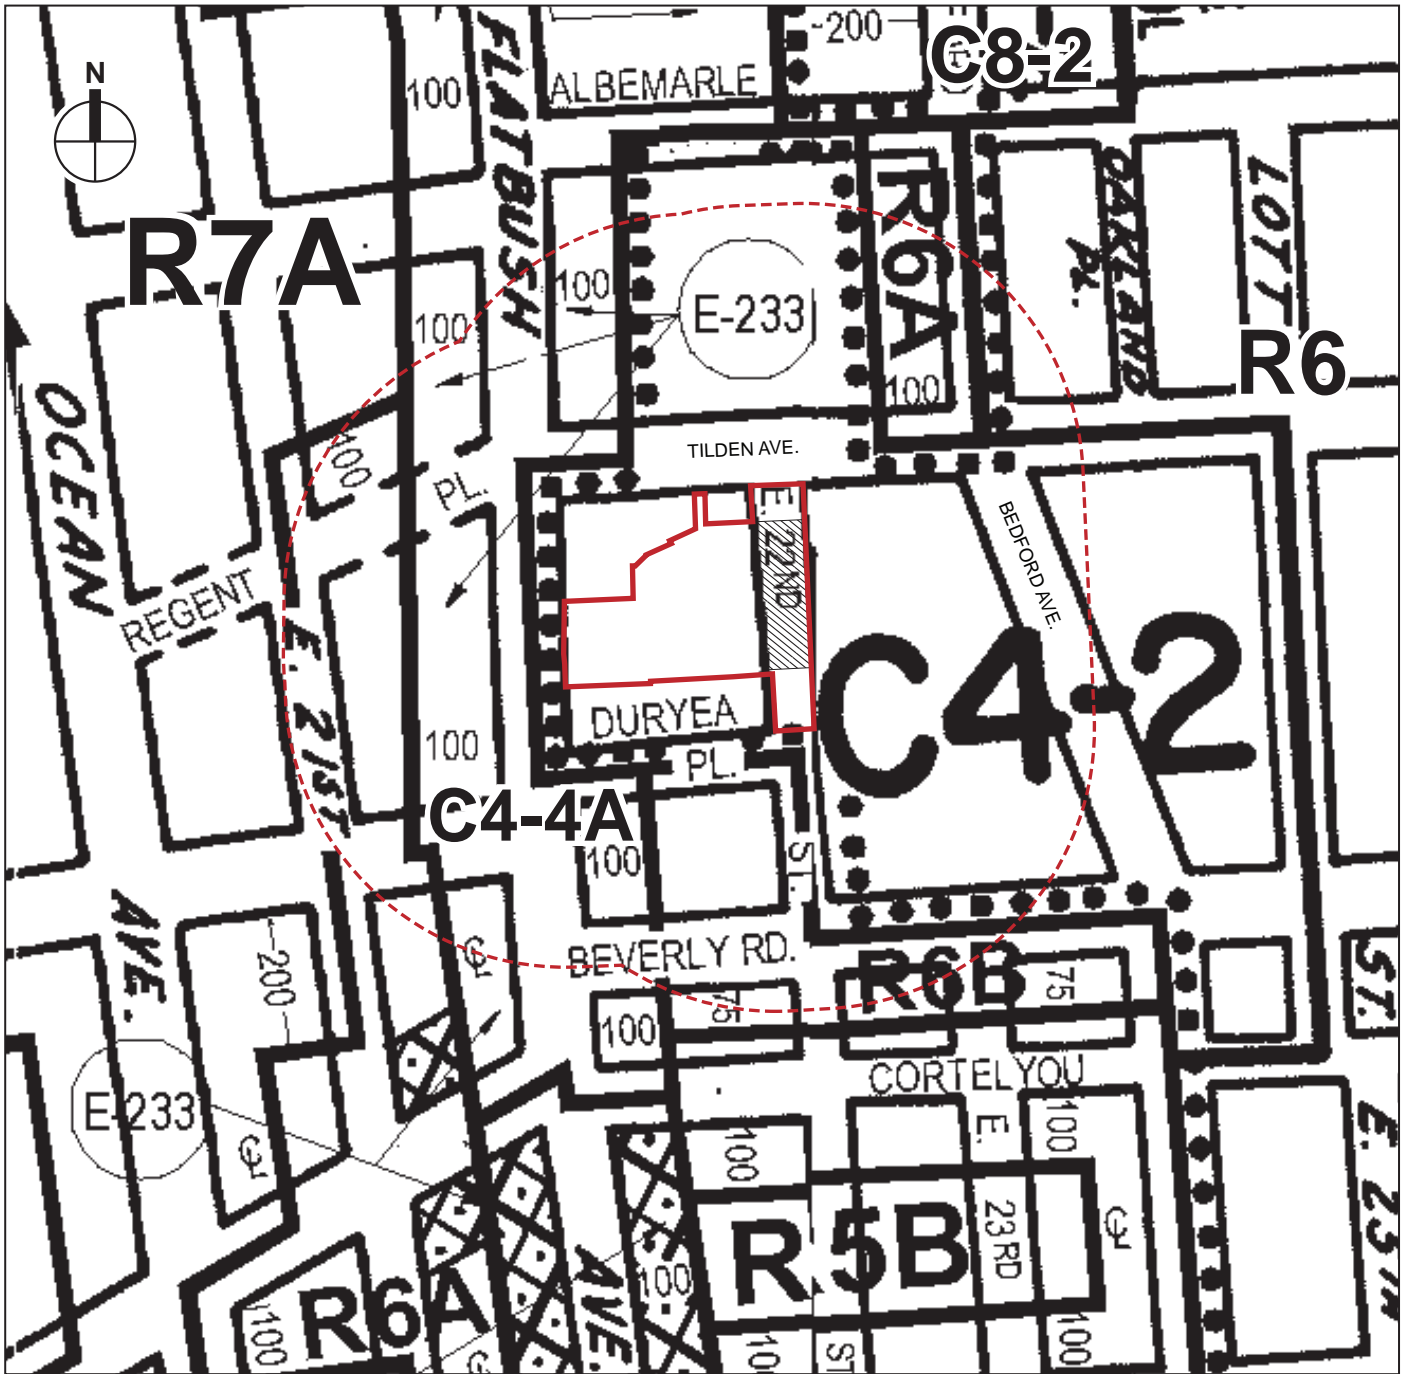 N
100
FLATBUSH
ALBEMARLE
200
C8-2
R7A
100
100
E-233
R6A
100
OAKLAND
PL.
LOTT
R6
OCEAN
100
PL.
TILDEN AVE.
E.
22ND
BEDFORD AVE.
REGENT
E. 21ST
DURYEA
PL.
C4-2
100
C4-4A
100
ST.
AVE.
200
BEVERLY RD.
75
R6B
75
100
ST.
E-233
CORTELYOU
E.
100
100
R5B
23RD
E. 25TH
R6A
AVE.
100
100
100
ST
100